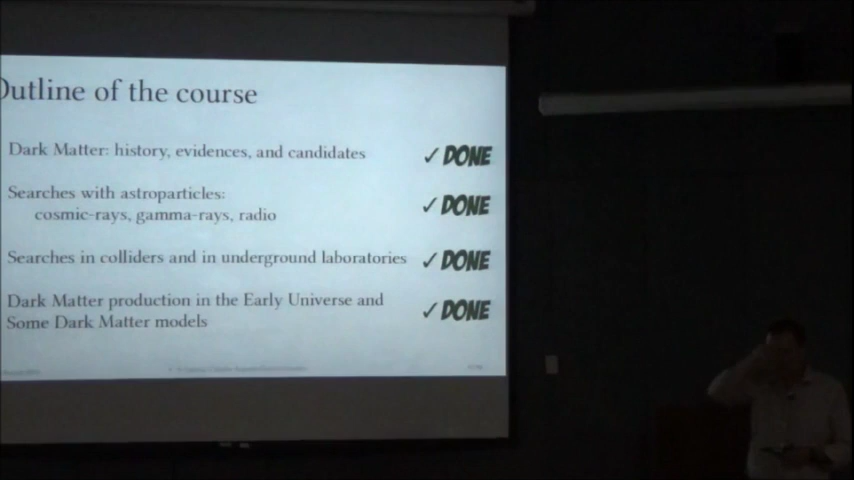 Outline of the course
Dark Matter: history, evidences, and candidates ✓ DONE
Searches with astroparticles:
cosmic-rays, gamma-rays, radio ✓ DONE
Searches in colliders and in underground laboratories ✓ DONE
Dark Matter production in the Early Universe and
Some Dark Matter models ✓ DONE